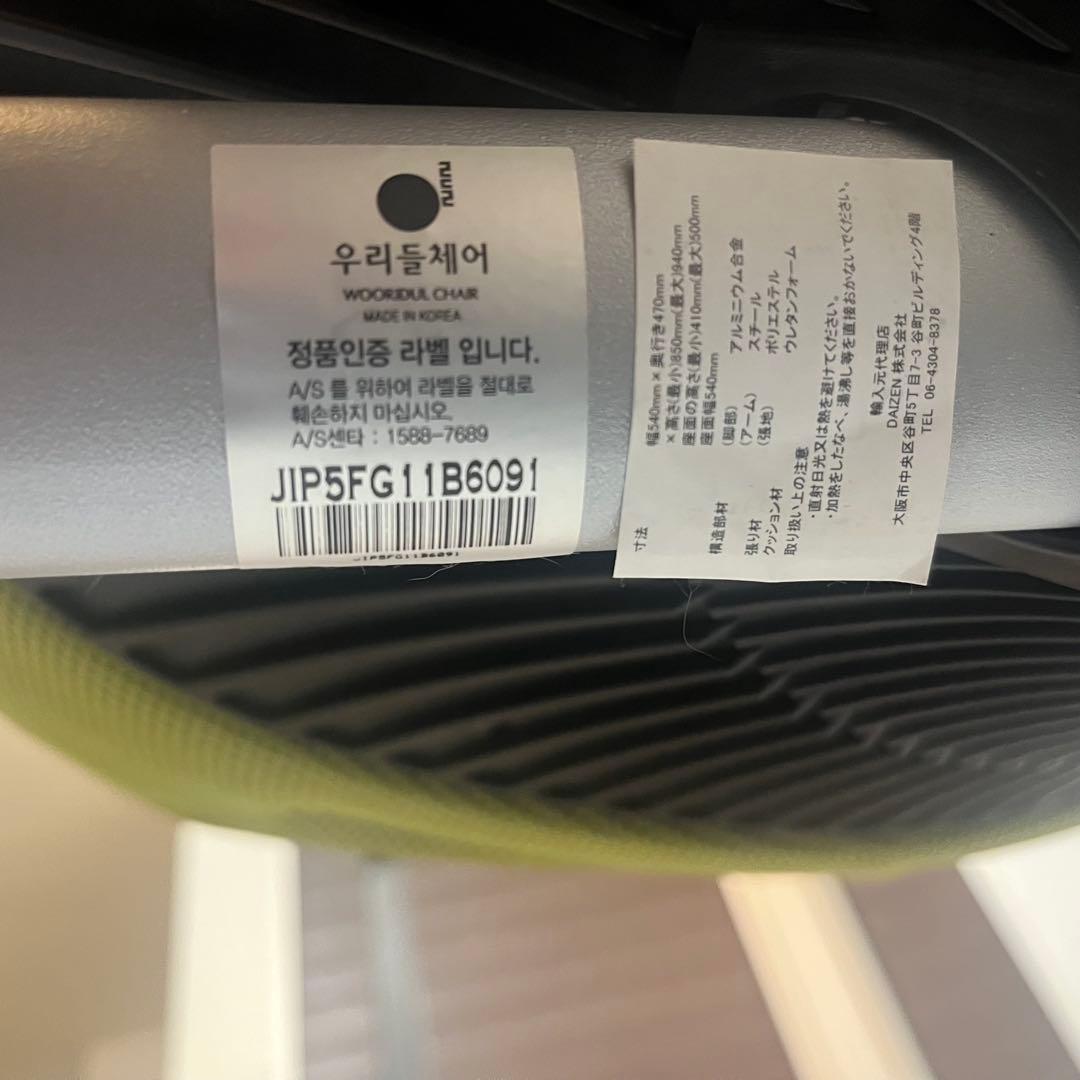 우리들체어
WOORIDUL CHAIR
MADE IN KOREA
정품인증 라벨 입니다.
A/S 를 위하여 라벨을 절대로
훼손하지 마십시오.
A/S센타 : 1588-7689
JIP5FG11B6091
JIP5FG11B6091
寸法 幅540mm×奥行き470mm
×高さ(最小)850mm(最大)940mm
座面の高さ(最小)410mm(最大)500mm
座面幅540mm
構造部材 (脚部) アルミニウム合金
(アーム) スチール
張り材 (張地) ポリエステル
クッション材 ウレタンフォーム
取り扱い上の注意
・直射日光又は熱を避けてください。
・加熱をしたなべ、湯沸し等を直接おかないでください。
輸入元代理店
DAIZEN 株式会社
大阪市中央区谷町5丁目7-3 谷町ビルディング4階
TEL 06-4304-8378